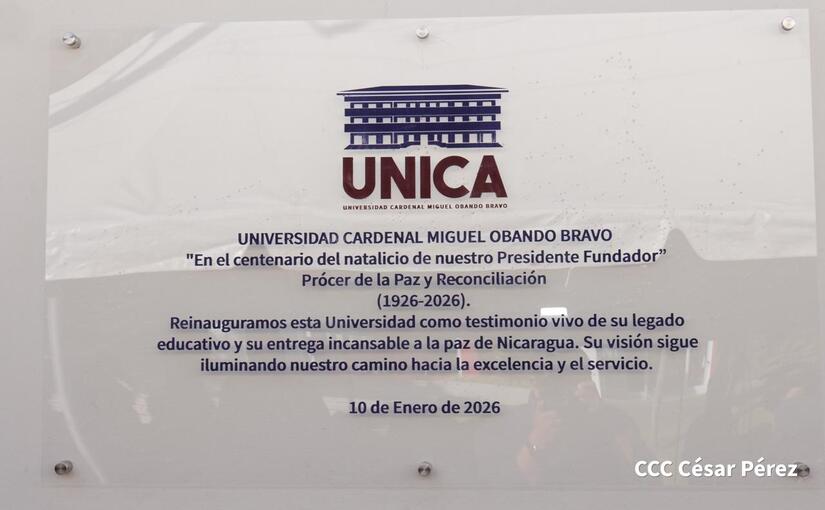 UNICA
UNIVERSIDAD CARDENAL MIGUEL OBANDO BRAVO
UNIVERSIDAD CARDENAL MIGUEL OBANDO BRAVO
"En el centenario del natalicio de nuestro Presidente Fundador”
Prócer de la Paz y Reconciliación
(1926-2026).
Reinauguramos esta Universidad como testimonio vivo de su legado
educativo y su entrega incansable a la paz de Nicaragua. Su visión sigue
iluminando nuestro camino hacia la excelencia y el servicio.
10 de Enero de 2026
CCC César Pérez